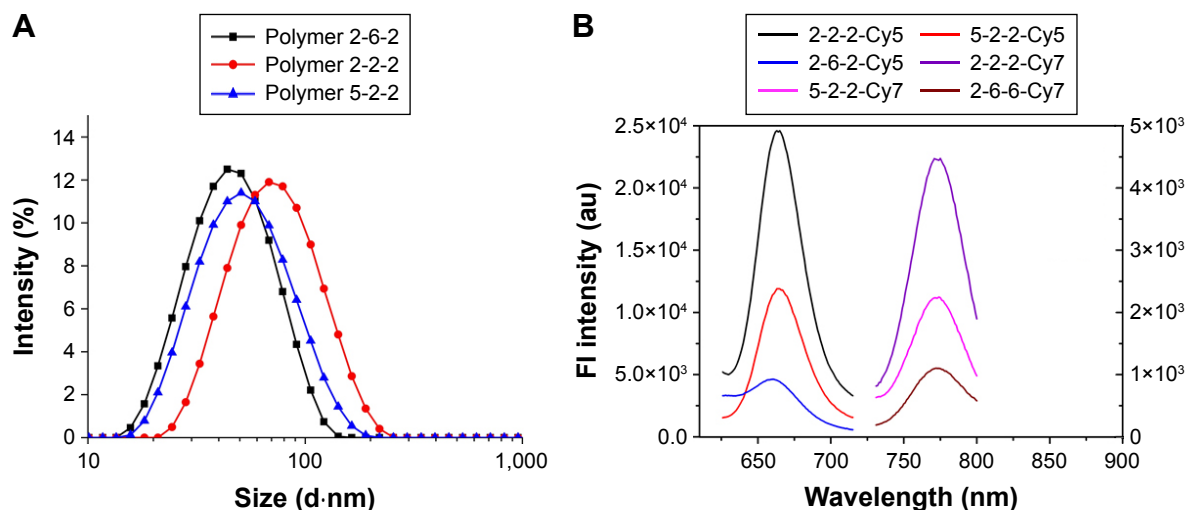 A
Polymer 2-6-2
Polymer 2-2-2
Polymer 5-2-2
14
12
10
8
6
4
2
0
10
100
1,000
Intensity (%)
Size (d·nm)
B
2-2-2-Cy5
5-2-2-Cy5
2-6-2-Cy5
2-2-2-Cy7
5-2-2-Cy7
2-6-6-Cy7
2.5×10⁴
2.0×10⁴
1.5×10⁴
1.0×10⁴
5.0×10³
0.0
5×10³
4×10³
3×10³
2×10³
1×10³
0
650
700
750
800
850
900
FI intensity (au)
Wavelength (nm)